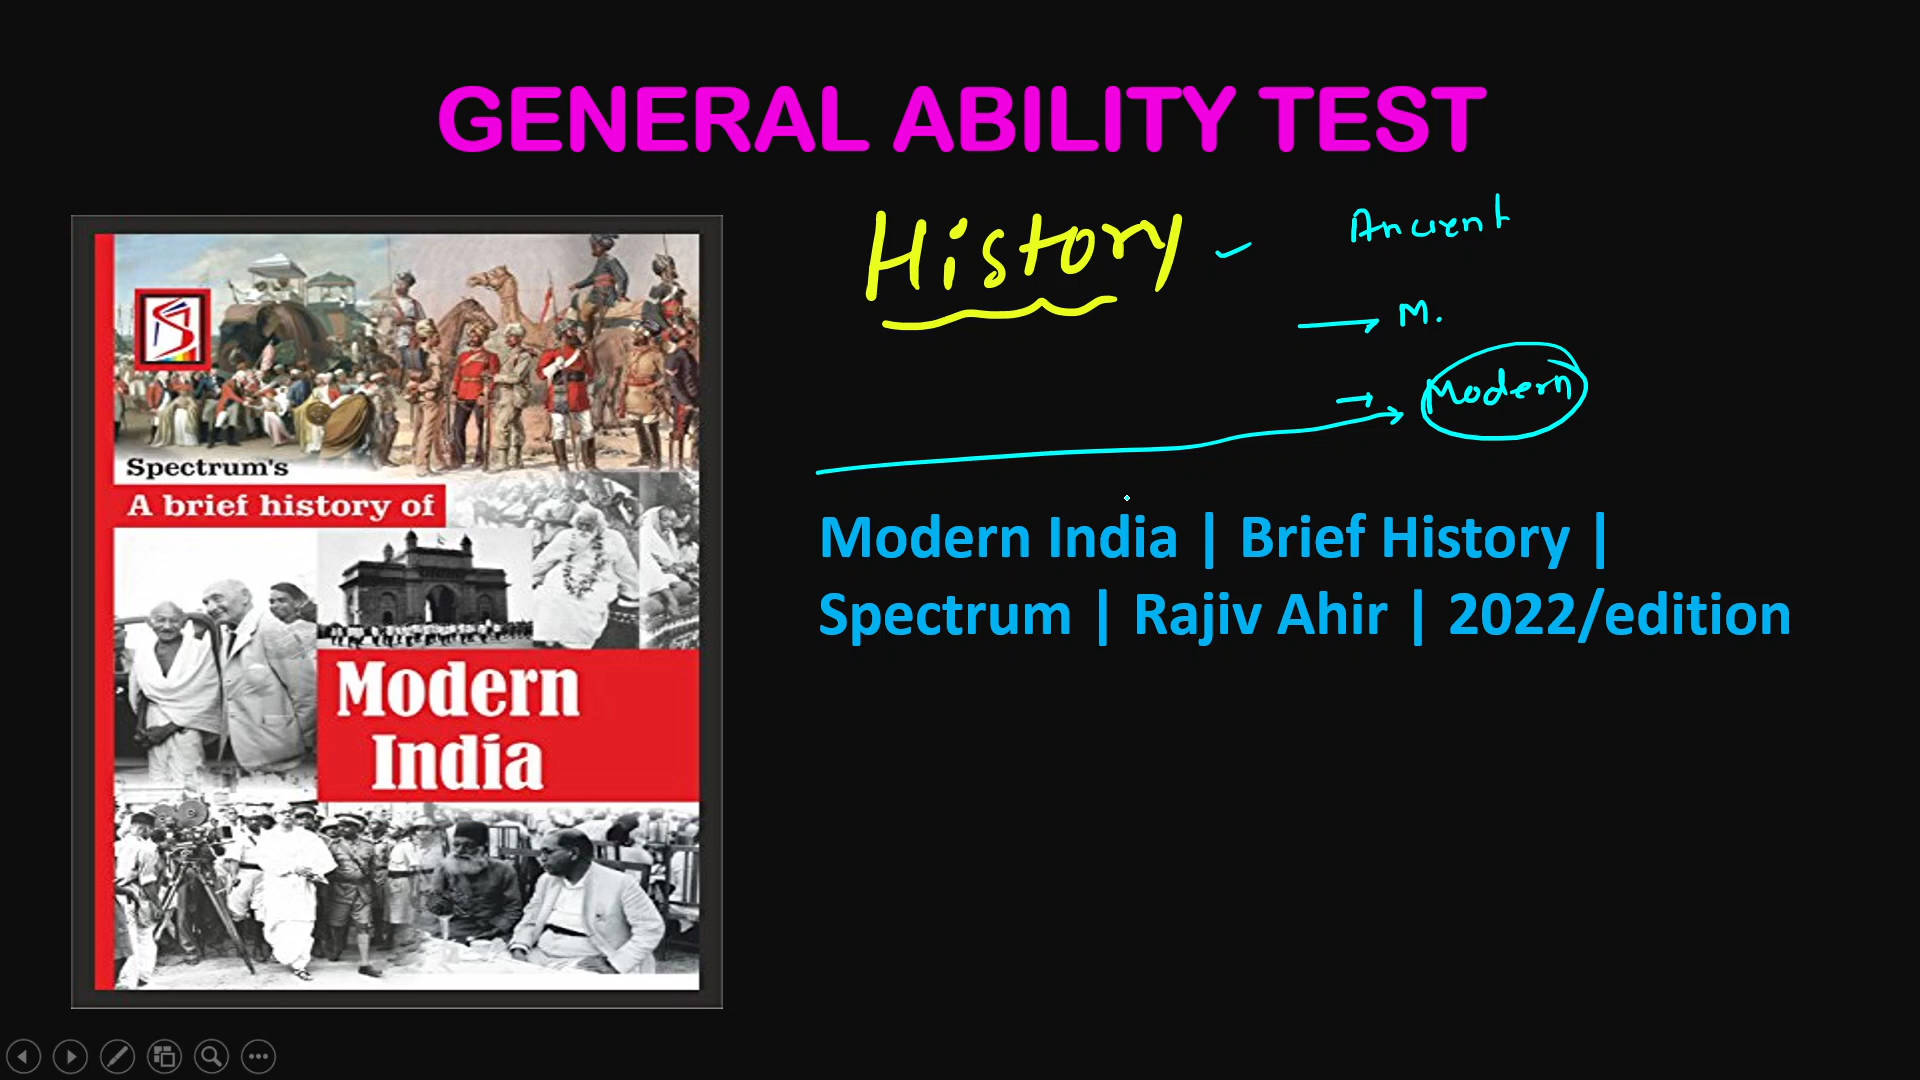 GENERAL ABILITY TEST
History
Ancient
M.
Modern
Spectrum's
A brief history of
Modern
India
Modern India | Brief History |
Spectrum | Rajiv Ahir | 2022/edition